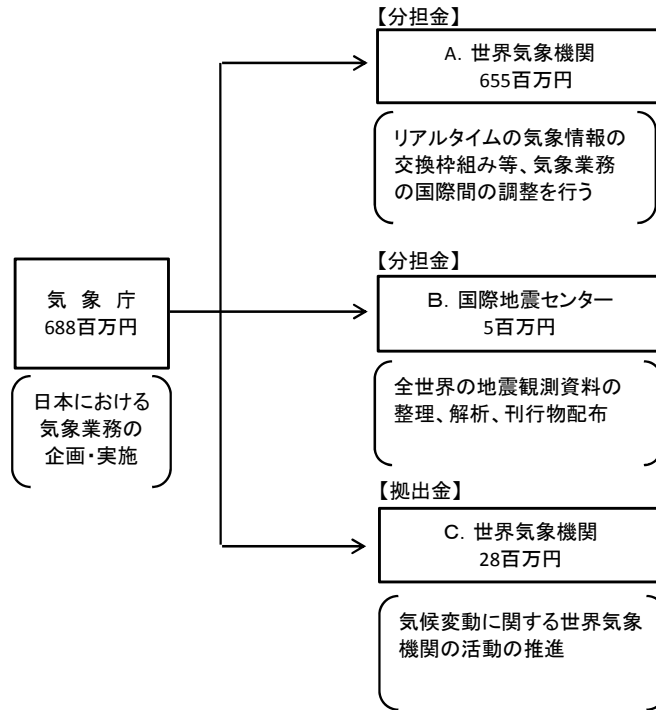 【分担金】
A. 世界気象機関
655百万円
リアルタイムの気象情報の
交換枠組み等、気象業務
の国際間の調整を行う
気　象　庁
688百万円
日本における
気象業務の
企画・実施
【分担金】
B. 国際地震センター
5百万円
全世界の地震観測資料の
整理、解析、刊行物配布
【拠出金】
C. 世界気象機関
28百万円
気候変動に関する世界気象
機関の活動の推進